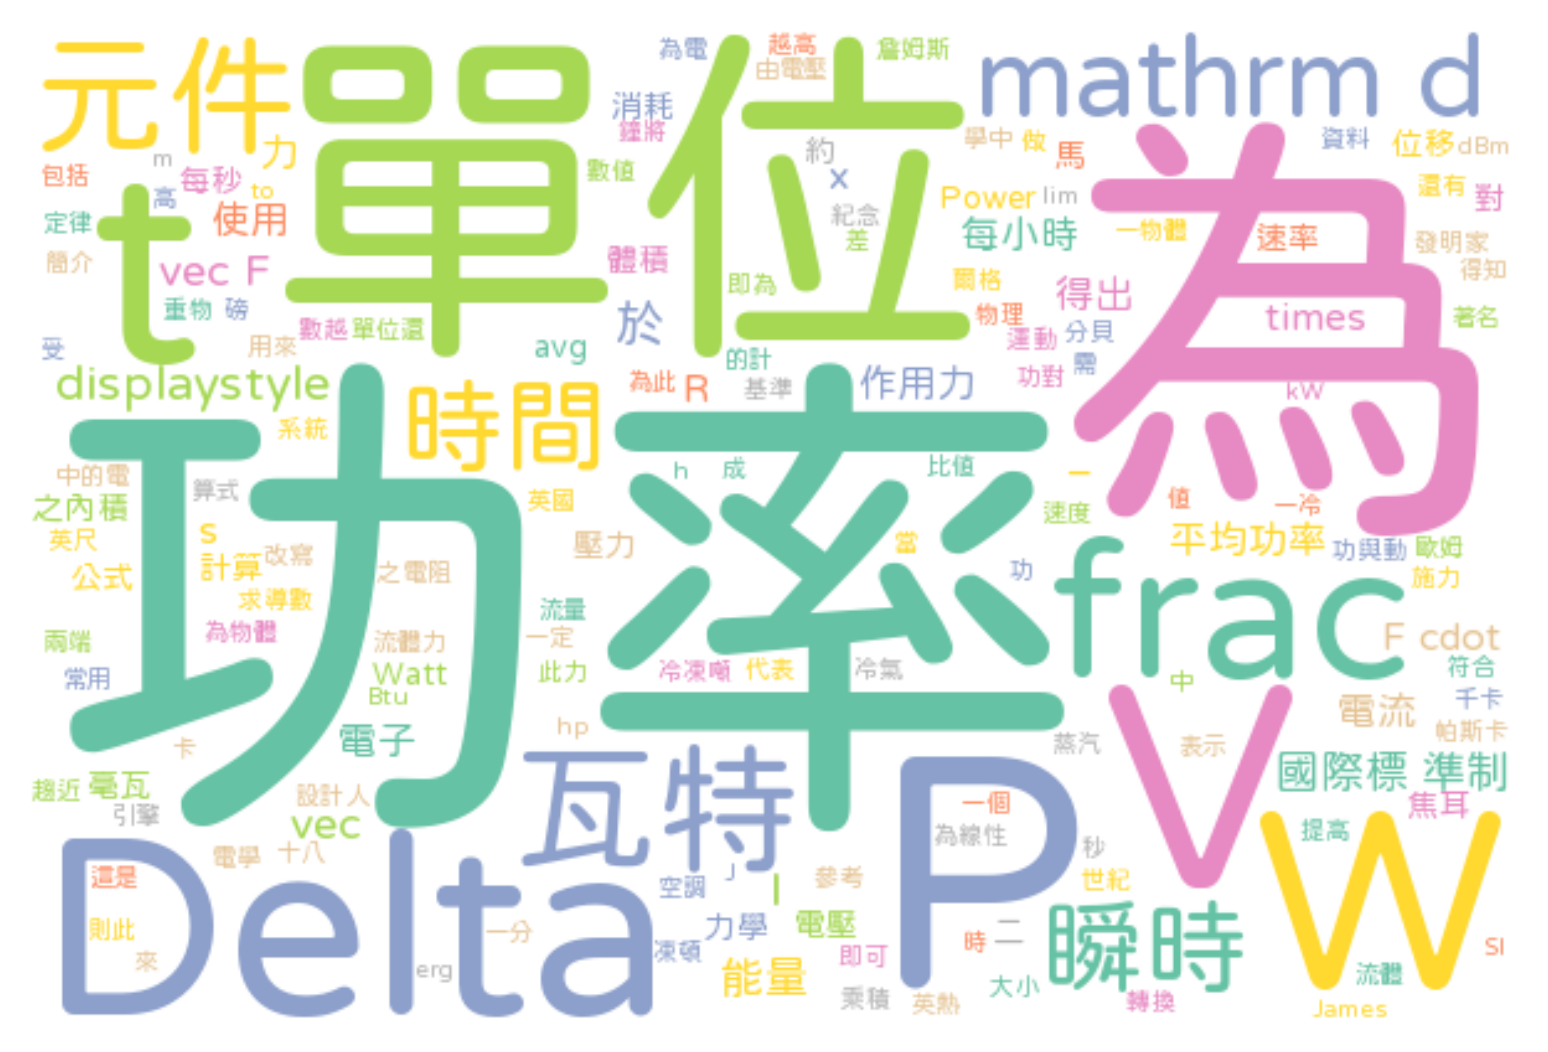 元件
單位
為電
越高
由電壓
詹姆斯
mathrm d
消耗
鐘將
數值
約
x
紀念
差
學中
做
馬
資料
位移
dBm
包括
m
每秒
力
to
高
定律
使用
t
簡介
vec F
重物
磅
體積
即為
Power
lim
每小時
一物體
速率
還有
對
發明家
得知
爾格
物理
得出
times
著名
為
受
用來
數越
單位還
avg
於
的計
運動
分貝
需
功對
kW
displaystyle
時間
為此
R
基準
作用力
系統
功率
中的電
算式
之內積
英尺
公式
s
計算
改寫
求導數
之電阻
英國
壓力
h
成
比值
當
一
值
一冷
速度
平均功率
功與動
歐姆
施力
功
frac
F cdot
兩端
為物體
流體力
流量
一定
此力
常用
Watt
Btu
冷凍噸
代表
冷氣
中
符合
千卡
電流
帕斯卡
卡
電子
hp
蒸汽
表示
V
國際標準制
趨近
毫瓦
引擎
設計人
vec
瓦特
P
一個
為線性
秒
焦耳
提高
W
電學
十八
Delta
這是
則此
來
一分
erg
空調
J
I
參考
世紀
力學
電壓
凍頓
能量
即可
乘積
英熱
時
二
大小
瞬時
轉換
流體
SI
James